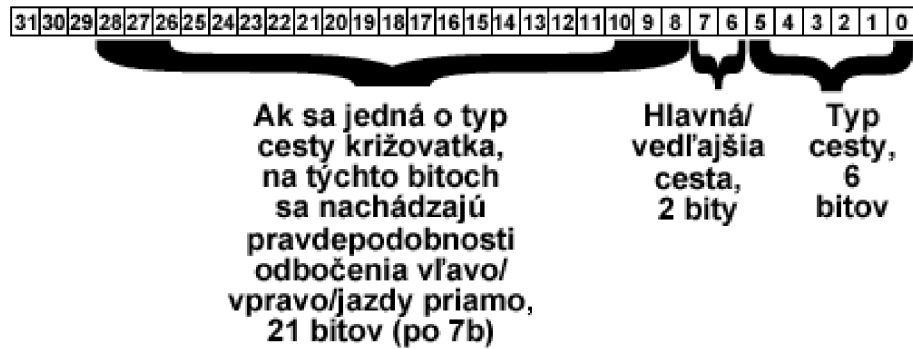 31 30 29 28 27 26 25 24 23 22 21 20 19 18 17 16 15 14 13 12 11 10 9 8 7 6 5 4 3 2 1 0
Ak sa jedná o typ
cesty križovatka,
na týchto bitoch
sa nachádzajú
pravdepodobnosti
odbočenia vľavo/
vpravo/jazdy priamo,
21 bitov (po 7b)
Hlavná/
vedľajšia
cesta,
2 bity
Typ
cesty,
6
bitov